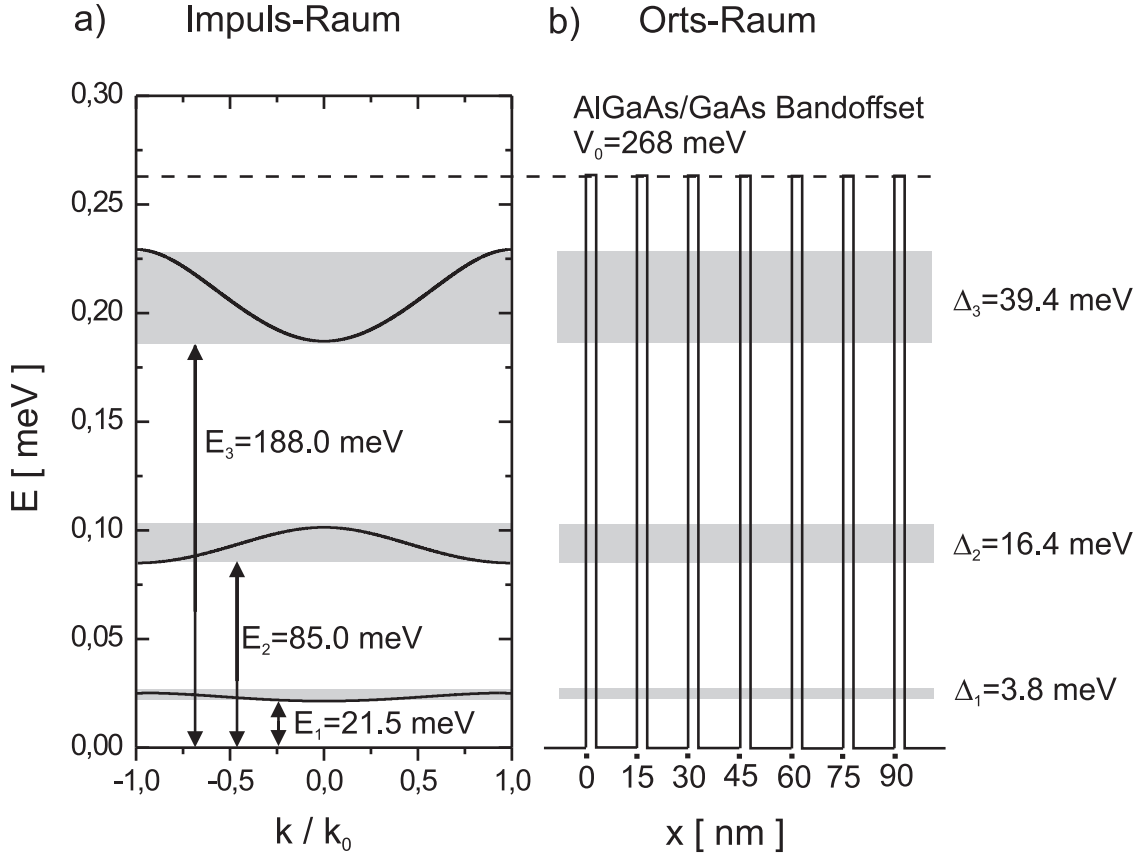 a) Impuls-Raum
b) Orts-Raum
AlGaAs/GaAs Bandoffset
V₀=268 meV
E [ meV]
0,30
0,25
0,20
0,15
0,10
0,05
0,00
E₃=188.0 meV
E₂=85.0 meV
E₁=21.5 meV
Δ₃=39.4 meV
Δ₂=16.4 meV
Δ₁=3.8 meV
-1,0 -0,5 0,0 0,5 1,0
k / k₀
0 15 30 45 60 75 90
x [ nm]